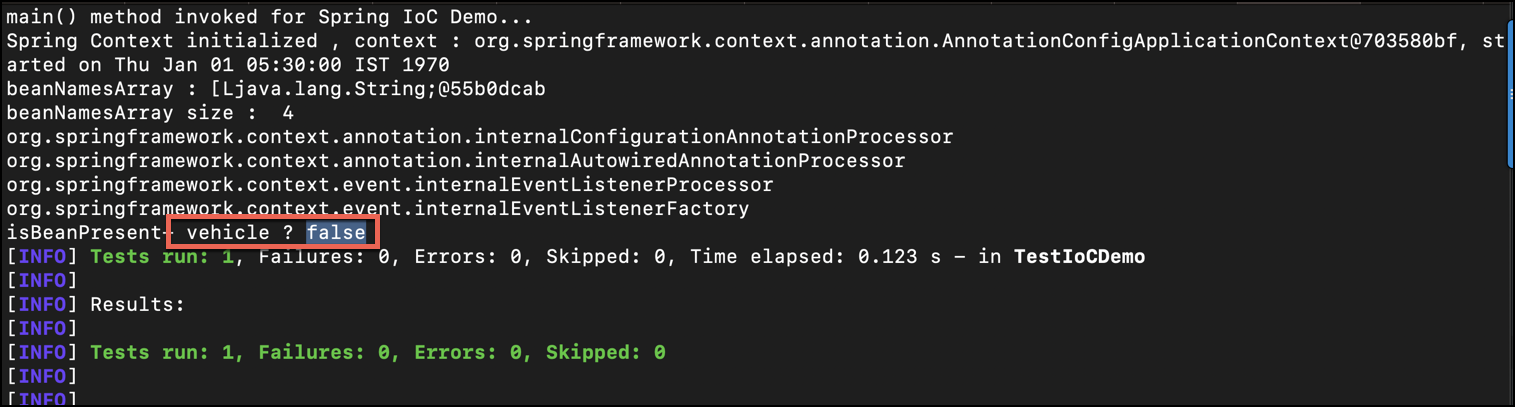 main() method invoked for Spring IoC Demo...
Spring Context initialized , context : org.springframework.context.annotation.AnnotationConfigApplicationContext@703580bf, st
arted on Thu Jan 01 05:30:00 IST 1970
beanNamesArray : [Ljava.lang.String;@55b0dcab
beanNamesArray size :  4
org.springframework.context.annotation.internalConfigurationAnnotationProcessor
org.springframework.context.annotation.internalAutowiredAnnotationProcessor
org.springframework.context.event.internalEventListenerProcessor
org.springframework.context.event.internalEventListenerFactory
isBeanPresent- vehicle ? false
[INFO] Tests run: 1, Failures: 0, Errors: 0, Skipped: 0, Time elapsed: 0.123 s - in TestIoCDemo
[INFO]
[INFO] Results:
[INFO]
[INFO] Tests run: 1, Failures: 0, Errors: 0, Skipped: 0
[INFO]
[INFO]